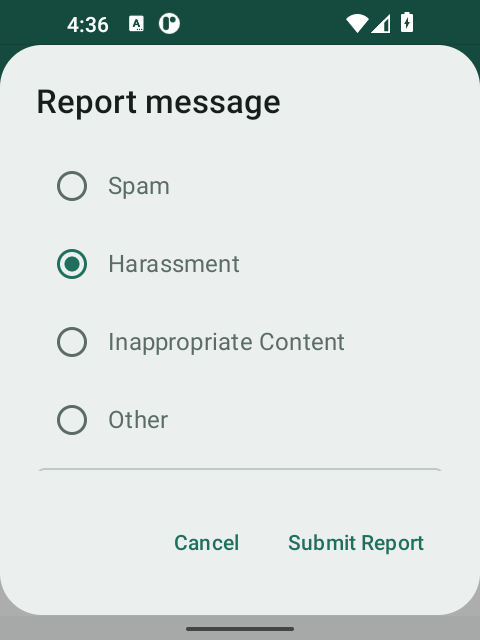 4:36
Report message
Spam
Harassment
Inappropriate Content
Other
Cancel
Submit Report